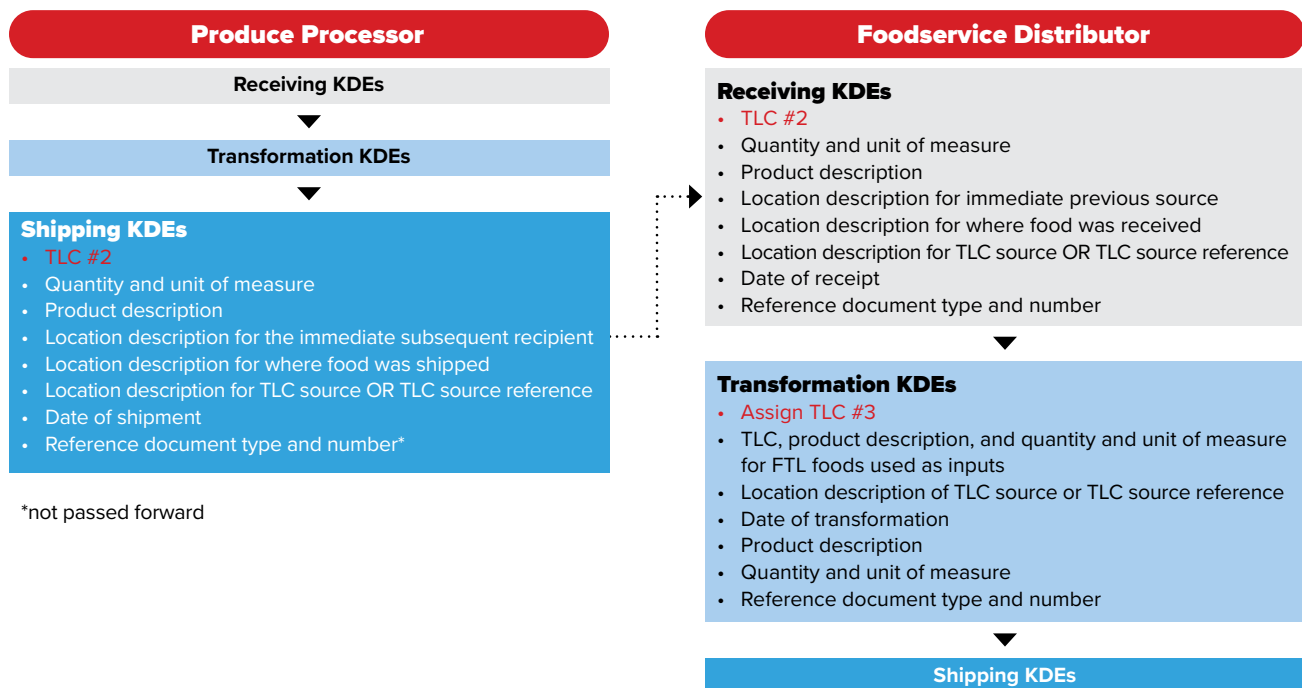 Produce Processor
Receiving KDEs
Transformation KDEs
Shipping KDEs
• TLC #2
• Quantity and unit of measure
• Product description
• Location description for the immediate subsequent recipient
• Location description for where food was shipped
• Location description for TLC source OR TLC source reference
• Date of shipment
• Reference document type and number*
*not passed forward
Foodservice Distributor
Receiving KDEs
• TLC #2
• Quantity and unit of measure
• Product description
• Location description for immediate previous source
• Location description for where food was received
• Location description for TLC source OR TLC source reference
• Date of receipt
• Reference document type and number
Transformation KDEs
• Assign TLC #3
• TLC, product description, and quantity and unit of measure
for FTL foods used as inputs
• Location description of TLC source or TLC source reference
• Date of transformation
• Product description
• Quantity and unit of measure
• Reference document type and number
Shipping KDEs